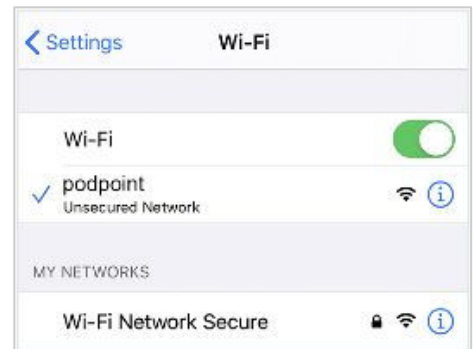 Settings
Wi-Fi
Wi-Fi
podpoint
Unsecured Network
MY NETWORKS
Wi-Fi Network Secure